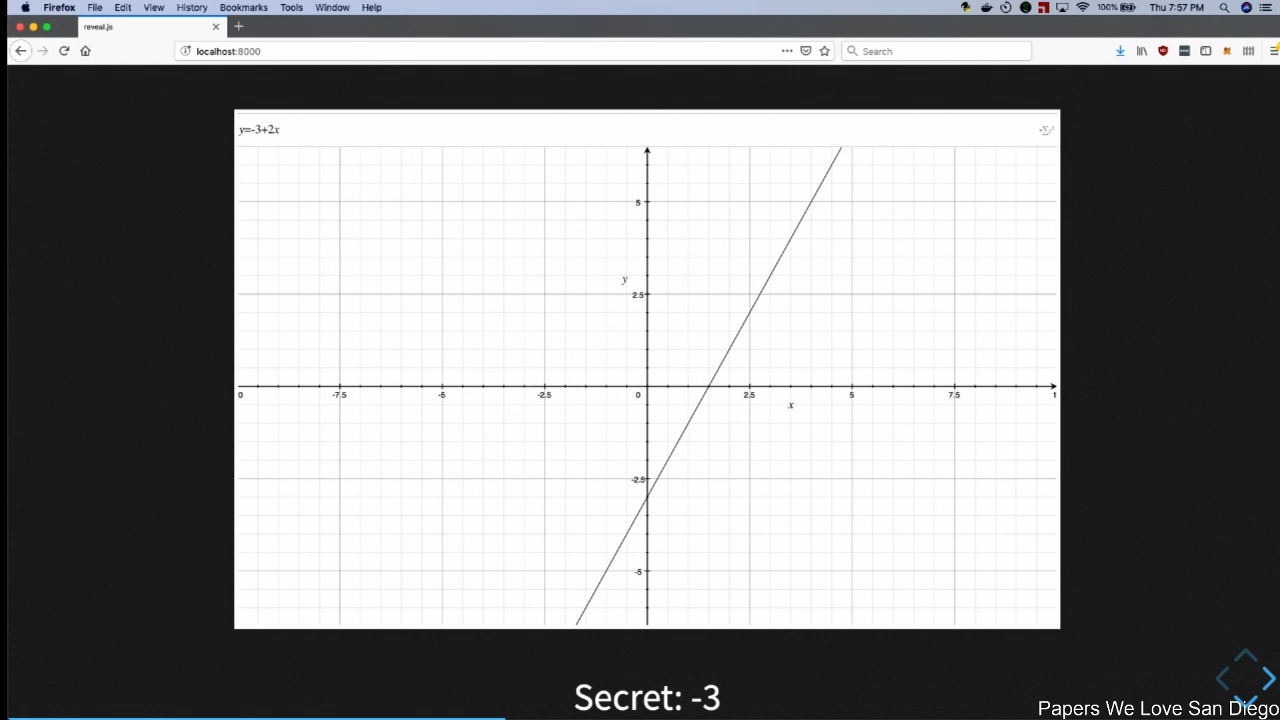 Firefox File Edit View History Bookmarks Tools Window Help 100% Thu 7:57 PM
reveal.js
localhost:8000 Search
y=-3+2x
-∑x²
5
y
2.5
0 -7.5 -5 -2.5 0 2.5 5 7.5 1
x
-2.5
-5
Secret: -3
Papers We Love San Diego